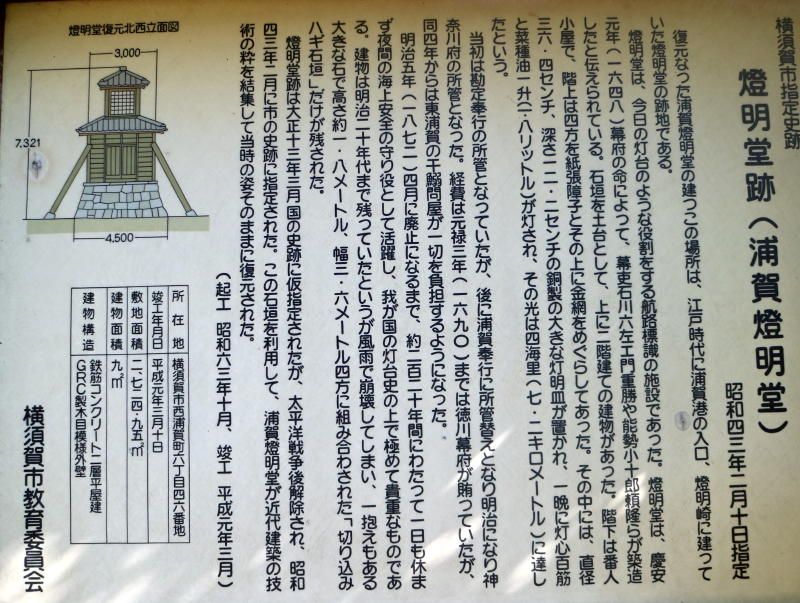 横須賀市指定史跡
燈明堂跡（浦賀燈明堂）
昭和四三年二月十日指定
復元なった浦賀燈明堂の建つこの場所は、江戸時代に浦賀港の入口、燈明崎に建って
いた燈明堂の跡地である。
燈明堂は、今日の灯台のような役割をする航路標識の施設であった。燈明堂は、慶安
元年（一六四八）幕府の命によって、幕吏石川六左エ門重勝や能勢小十郎頼隆らが築造
したと伝えられている。石垣を土台として、上に二階建ての建物があった。階下は番人
小屋で、階上は四方を紙張障子とその上に金網をめぐらしてあった。その中には、直径
三六・四センチ、深さ一二・二センチの銅製の大きな灯明皿が置かれ、一晩に灯心百筋
と菜種油一升（一・八リットル）が灯され、その光は四海里（七・二キロメートル）に達し
たという。
当初は勘定奉行の所管となっていたが、後に浦賀奉行に所管替えとなり明治になり神
奈川府の所管となった。経費は元禄三年（一六九〇）までは徳川幕府が賄っていたが、
同四年からは東浦賀の干鰯問屋が一切を負担するようになった。
明治五年（一八七二）四月に廃止になるまで、約二百二十年間にわたって一日も休ま
ず夜間の海上安全の守り役として活躍し、我が国の灯台史の上で極めて貴重なものであ
る。建物は明治二十年代まで残っていたというが風雨で崩壊してしまい、一抱えもある
大きな石で高さ約一・八メートル、幅三・六メートル四方に組み合わされた「切り込み
ハギ石垣」だけが残された。
燈明堂跡は大正十三年三月国の史跡に仮指定されたが、太平洋戦争後解除され、昭和
四三年二月に市の史跡に指定された。この石垣を利用して、浦賀燈明堂が近代建築の技
術の粋を結集して当時の姿そのままに復元された。
（起工 昭和六三年十月、竣工 平成元年三月）
燈明堂復元北西立面図
3,000
7,321
4,500
所在地 横須賀市西浦賀町六丁目四六番地
竣工年月日 平成元年三月十日
敷地面積 二、七二四・九五㎡
建物面積 九㎡
建物構造 鉄筋コンクリート二層平屋建
GRC製木目模様外壁
横須賀市教育委員会